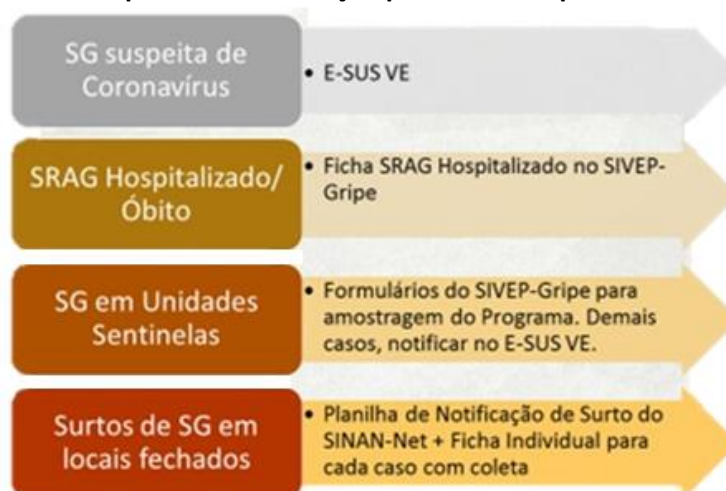 SG suspeita de
Coronavírus
• E-SUS VE
SRAG Hospitalizado/
Óbito
• Ficha SRAG Hospitalizado no SIVEP-
Gripe
SG em Unidades
Sentinelas
• Formulários do SIVEP-Gripe para
amostragem do Programa. Demais
casos, notificar no E-SUS VE.
Surtos de SG em
locais fechados
• Planilha de Notificação de Surto do
SINAN-Net + Ficha Individual para
cada caso com coleta